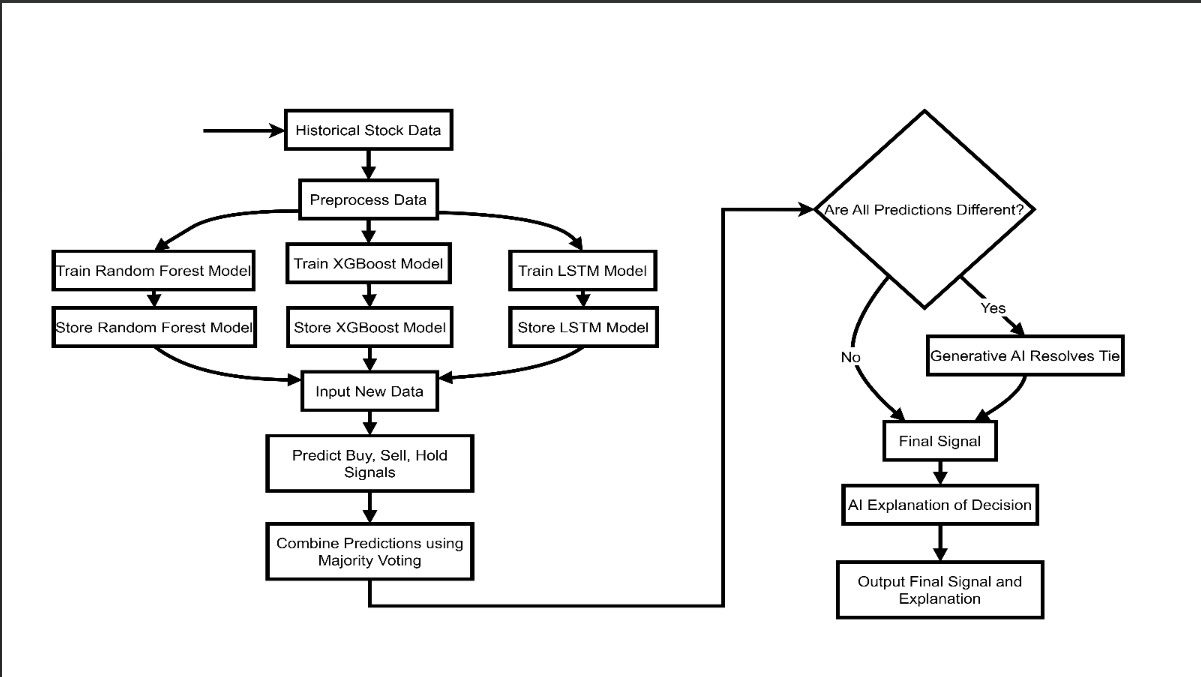 Historical Stock Data
Preprocess Data
Train Random Forest Model
Train XGBoost Model
Train LSTM Model
Store Random Forest Model
Store XGBoost Model
Store LSTM Model
Input New Data
Predict Buy, Sell, Hold
Signals
Combine Predictions using
Majority Voting
Are All Predictions Different?
Yes
No
Generative AI Resolves Tie
Final Signal
AI Explanation of Decision
Output Final Signal and
Explanation